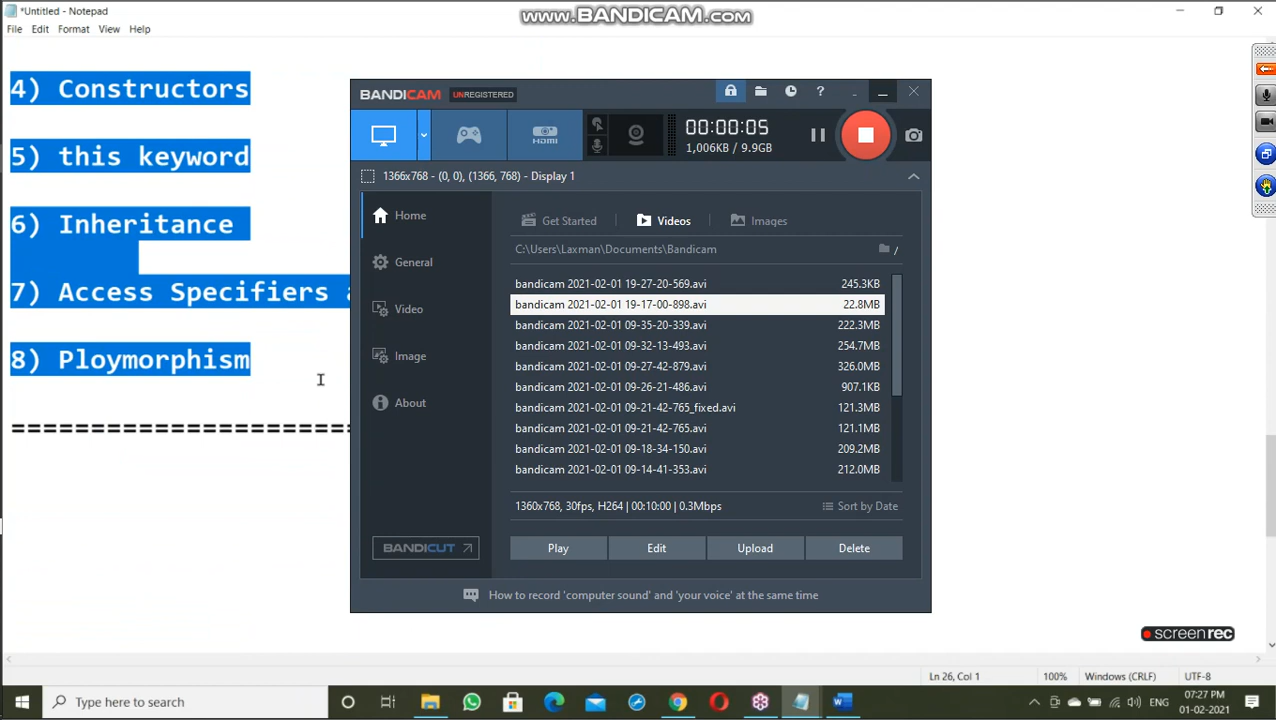 *Untitled - Notepad
www.BANDICAM.com
File Edit Format View Help
4) Constructors
5) this keyword
6) Inheritance
7) Access Specifiers a
8) Ploymorphism
======================
BANDICAM UNREGISTERED
00:00:05
1,006KB / 9.9GB
HDMI
1366x768 - (0, 0), (1366, 768) - Display 1
Home
General
Video
Image
About
BANDICUT
Get Started
Videos
Images
C:\Users\Laxman\Documents\Bandicam
/
bandicam 2021-02-01 19-27-20-569.avi 245.3KB
bandicam 2021-02-01 19-17-00-898.avi 22.8MB
bandicam 2021-02-01 09-35-20-339.avi 222.3MB
bandicam 2021-02-01 09-32-13-493.avi 254.7MB
bandicam 2021-02-01 09-27-42-879.avi 326.0MB
bandicam 2021-02-01 09-26-21-486.avi 907.1KB
bandicam 2021-02-01 09-21-42-765_fixed.avi 121.3MB
bandicam 2021-02-01 09-21-42-765.avi 121.1MB
bandicam 2021-02-01 09-18-34-150.avi 209.2MB
bandicam 2021-02-01 09-14-41-353.avi 212.0MB
1360x768, 30fps, H264 | 00:10:00 | 0.3Mbps Sort by Date
Play Edit Upload Delete
How to record 'computer sound' and 'your voice' at the same time
screenrec
Ln 26, Col 1 100% Windows (CRLF) UTF-8
Type here to search
ENG
07:27 PM
01-02-2021